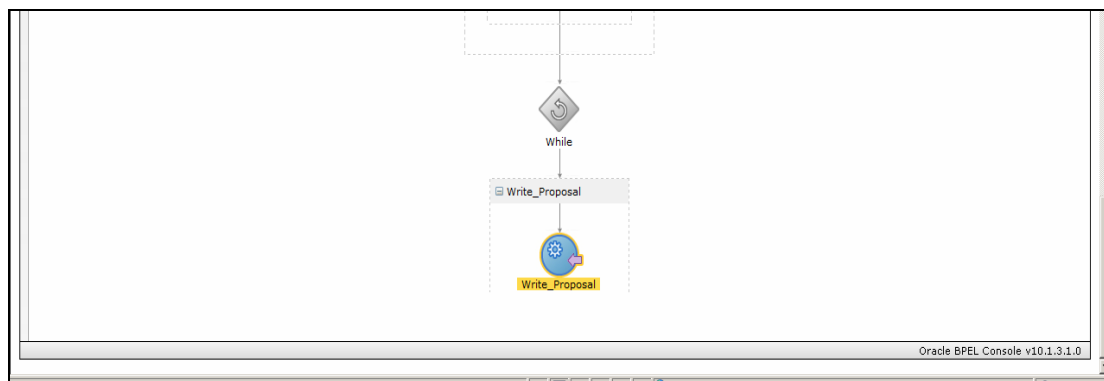 While
Write_Proposal
Write_Proposal
Oracle BPEL Console v10.1.3.1.0